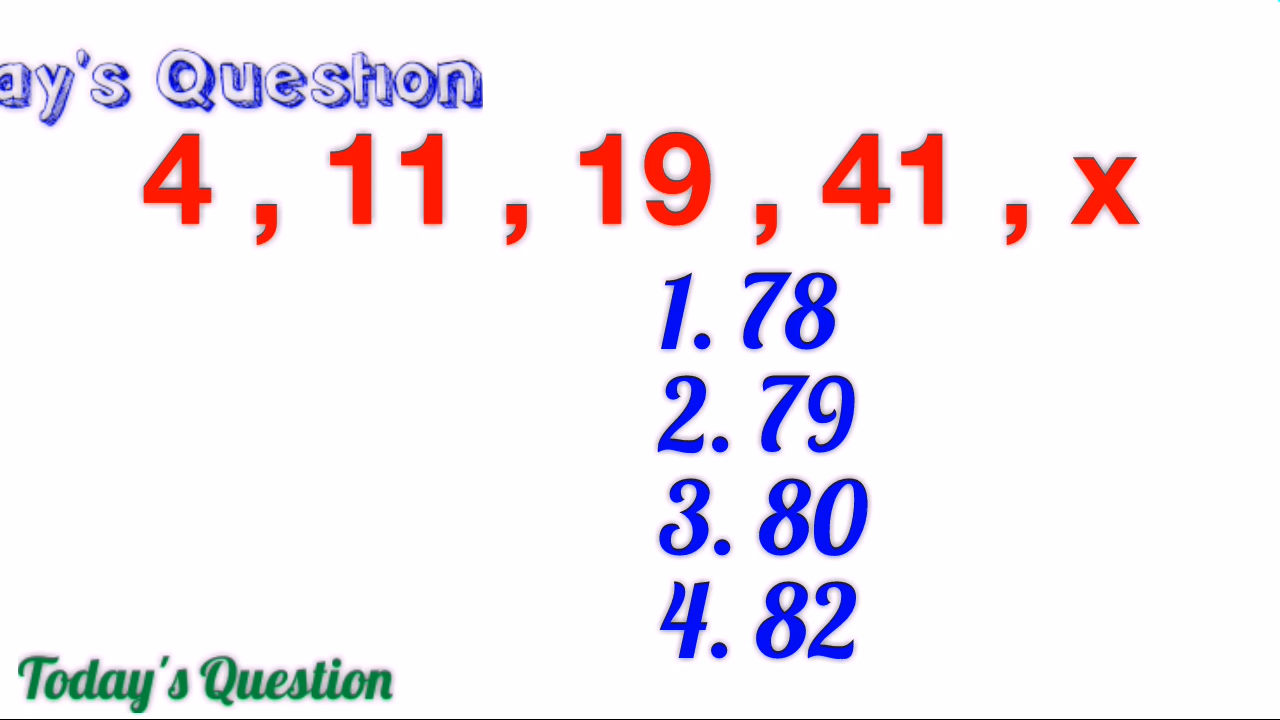 ay's Question
4 , 11 , 19 , 41 , x
1. 78
2. 79
3. 80
4. 82
Today's Question